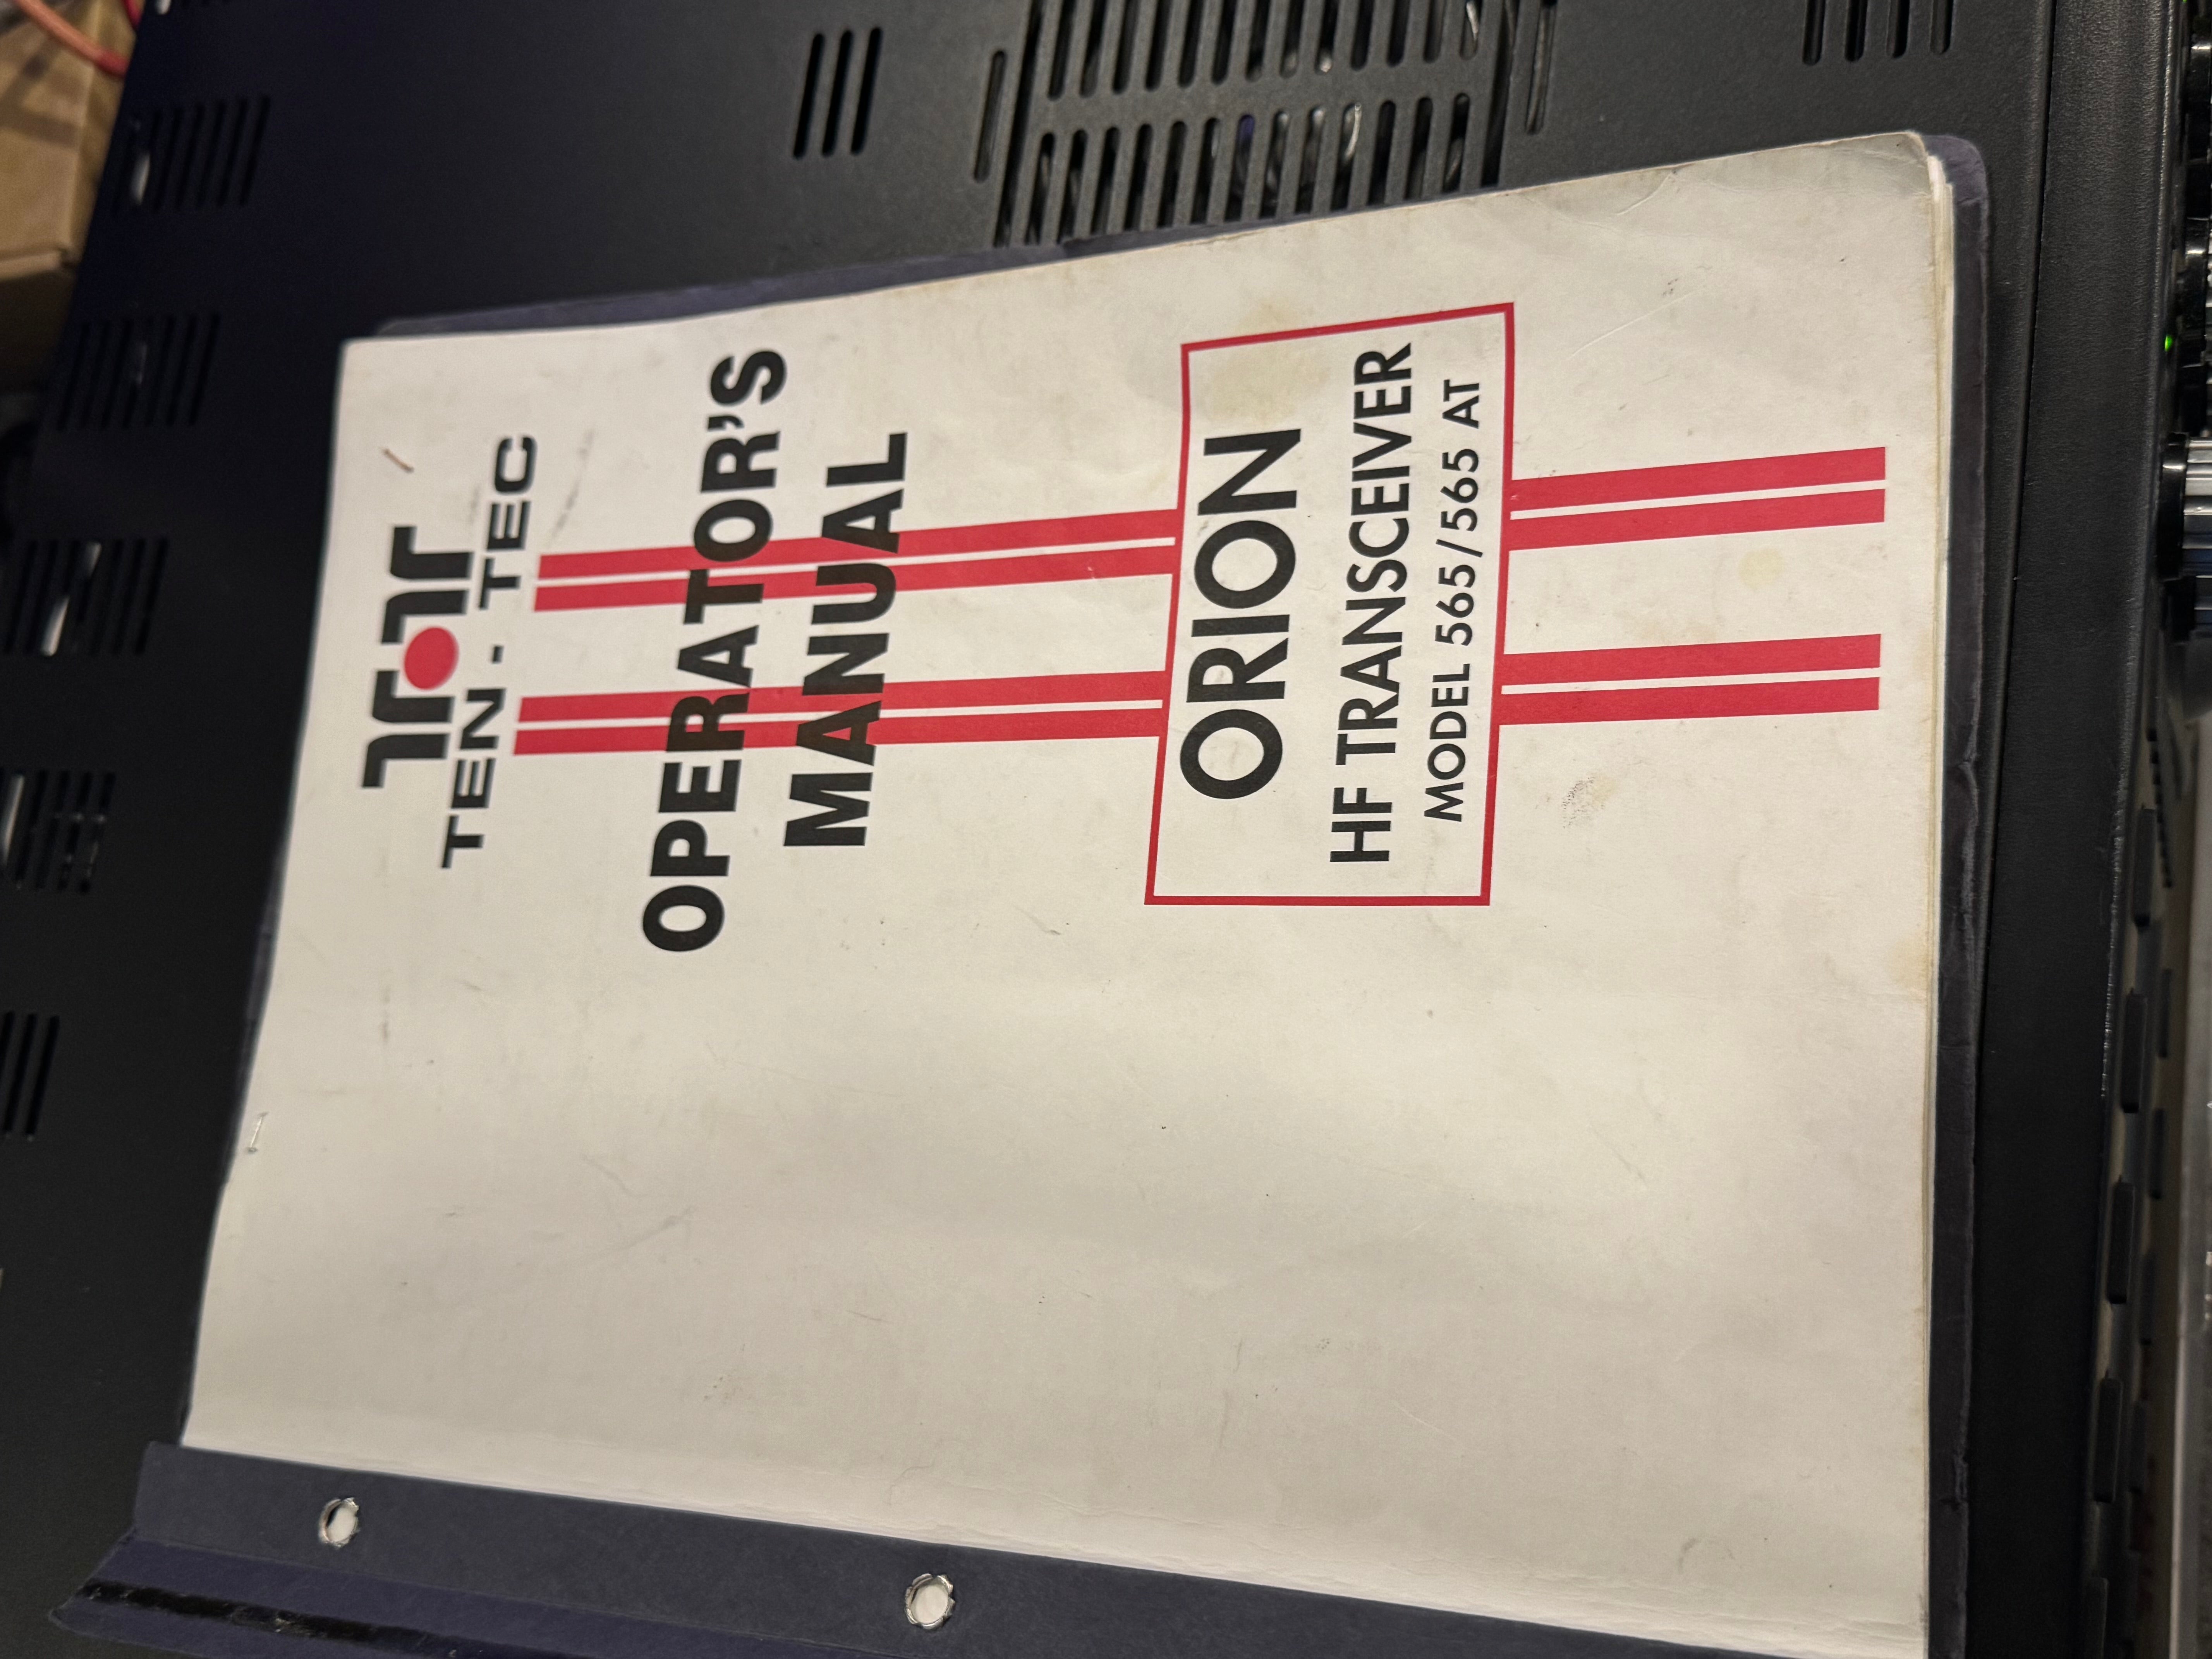 TEN-TEC
OPERATOR'S
MANUAL
ORION
HF TRANSCEIVER
MODEL 565/565 AT